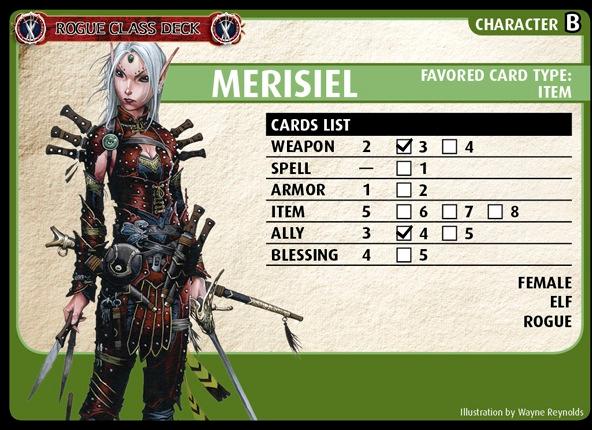 ROGUE CLASS DECK
CHARACTER B
MERISIEL
FAVORED CARD TYPE:
ITEM
CARDS LIST
WEAPON 2 ☑ 3 ☐ 4
SPELL — ☐ 1
ARMOR 1 ☐ 2
ITEM 5 ☐ 6 ☐ 7 ☐ 8
ALLY 3 ☑ 4 ☐ 5
BLESSING 4 ☐ 5
FEMALE
ELF
ROGUE
Illustration by Wayne Reynolds